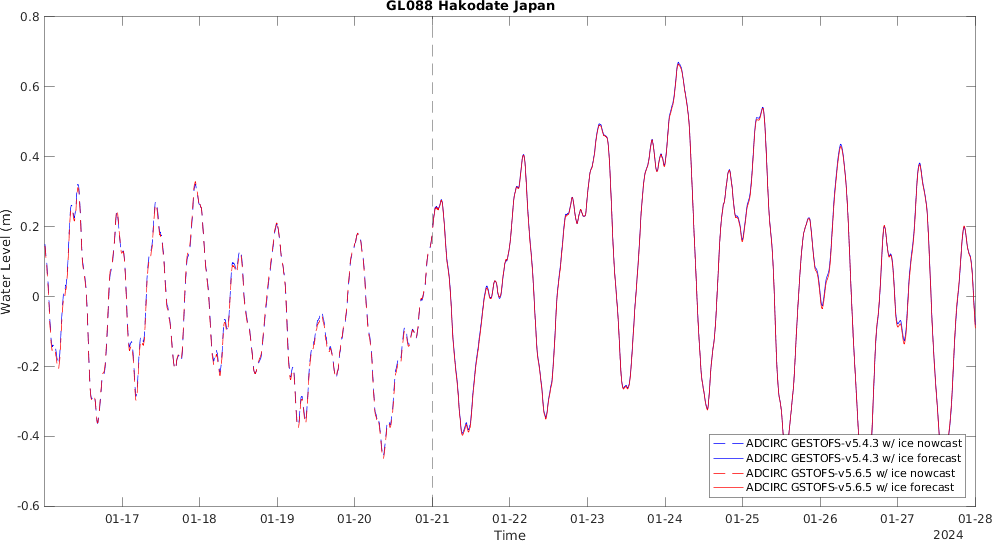 GL088 Hakodate Japan
0.8
0.6
0.4
0.2
0
-0.2
-0.4
-0.6
Water Level (m)
ADCIRC GESTOFS-v5.4.3 w/ ice nowcast
ADCIRC GESTOFS-v5.4.3 w/ ice forecast
ADCIRC GSTOFS-v5.6.5 w/ ice nowcast
ADCIRC GSTOFS-v5.6.5 w/ ice forecast
01-17 01-18 01-19 01-20 01-21 01-22 01-23 01-24 01-25 01-26 01-27 01-28
Time
2024